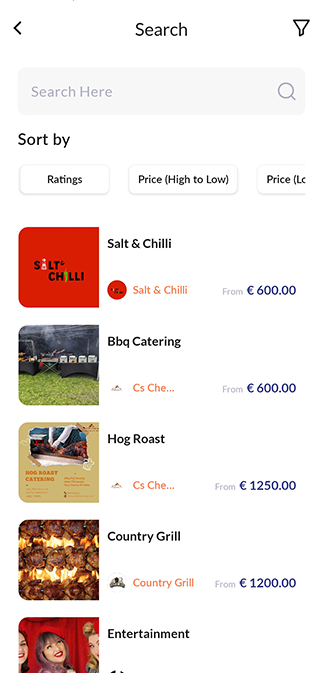 Search
Search Here
Sort by
Ratings
Price (High to Low)
Price (Lo
Salt & Chilli
SALT&
CHILLI
Salt & Chilli
From € 600.00
Bbq Catering
Cs Che...
From € 600.00
Hog Roast
HOG ROAST
CATERING
Cs Che...
From € 1250.00
Country Grill
Country Grill
From € 1200.00
Entertainment